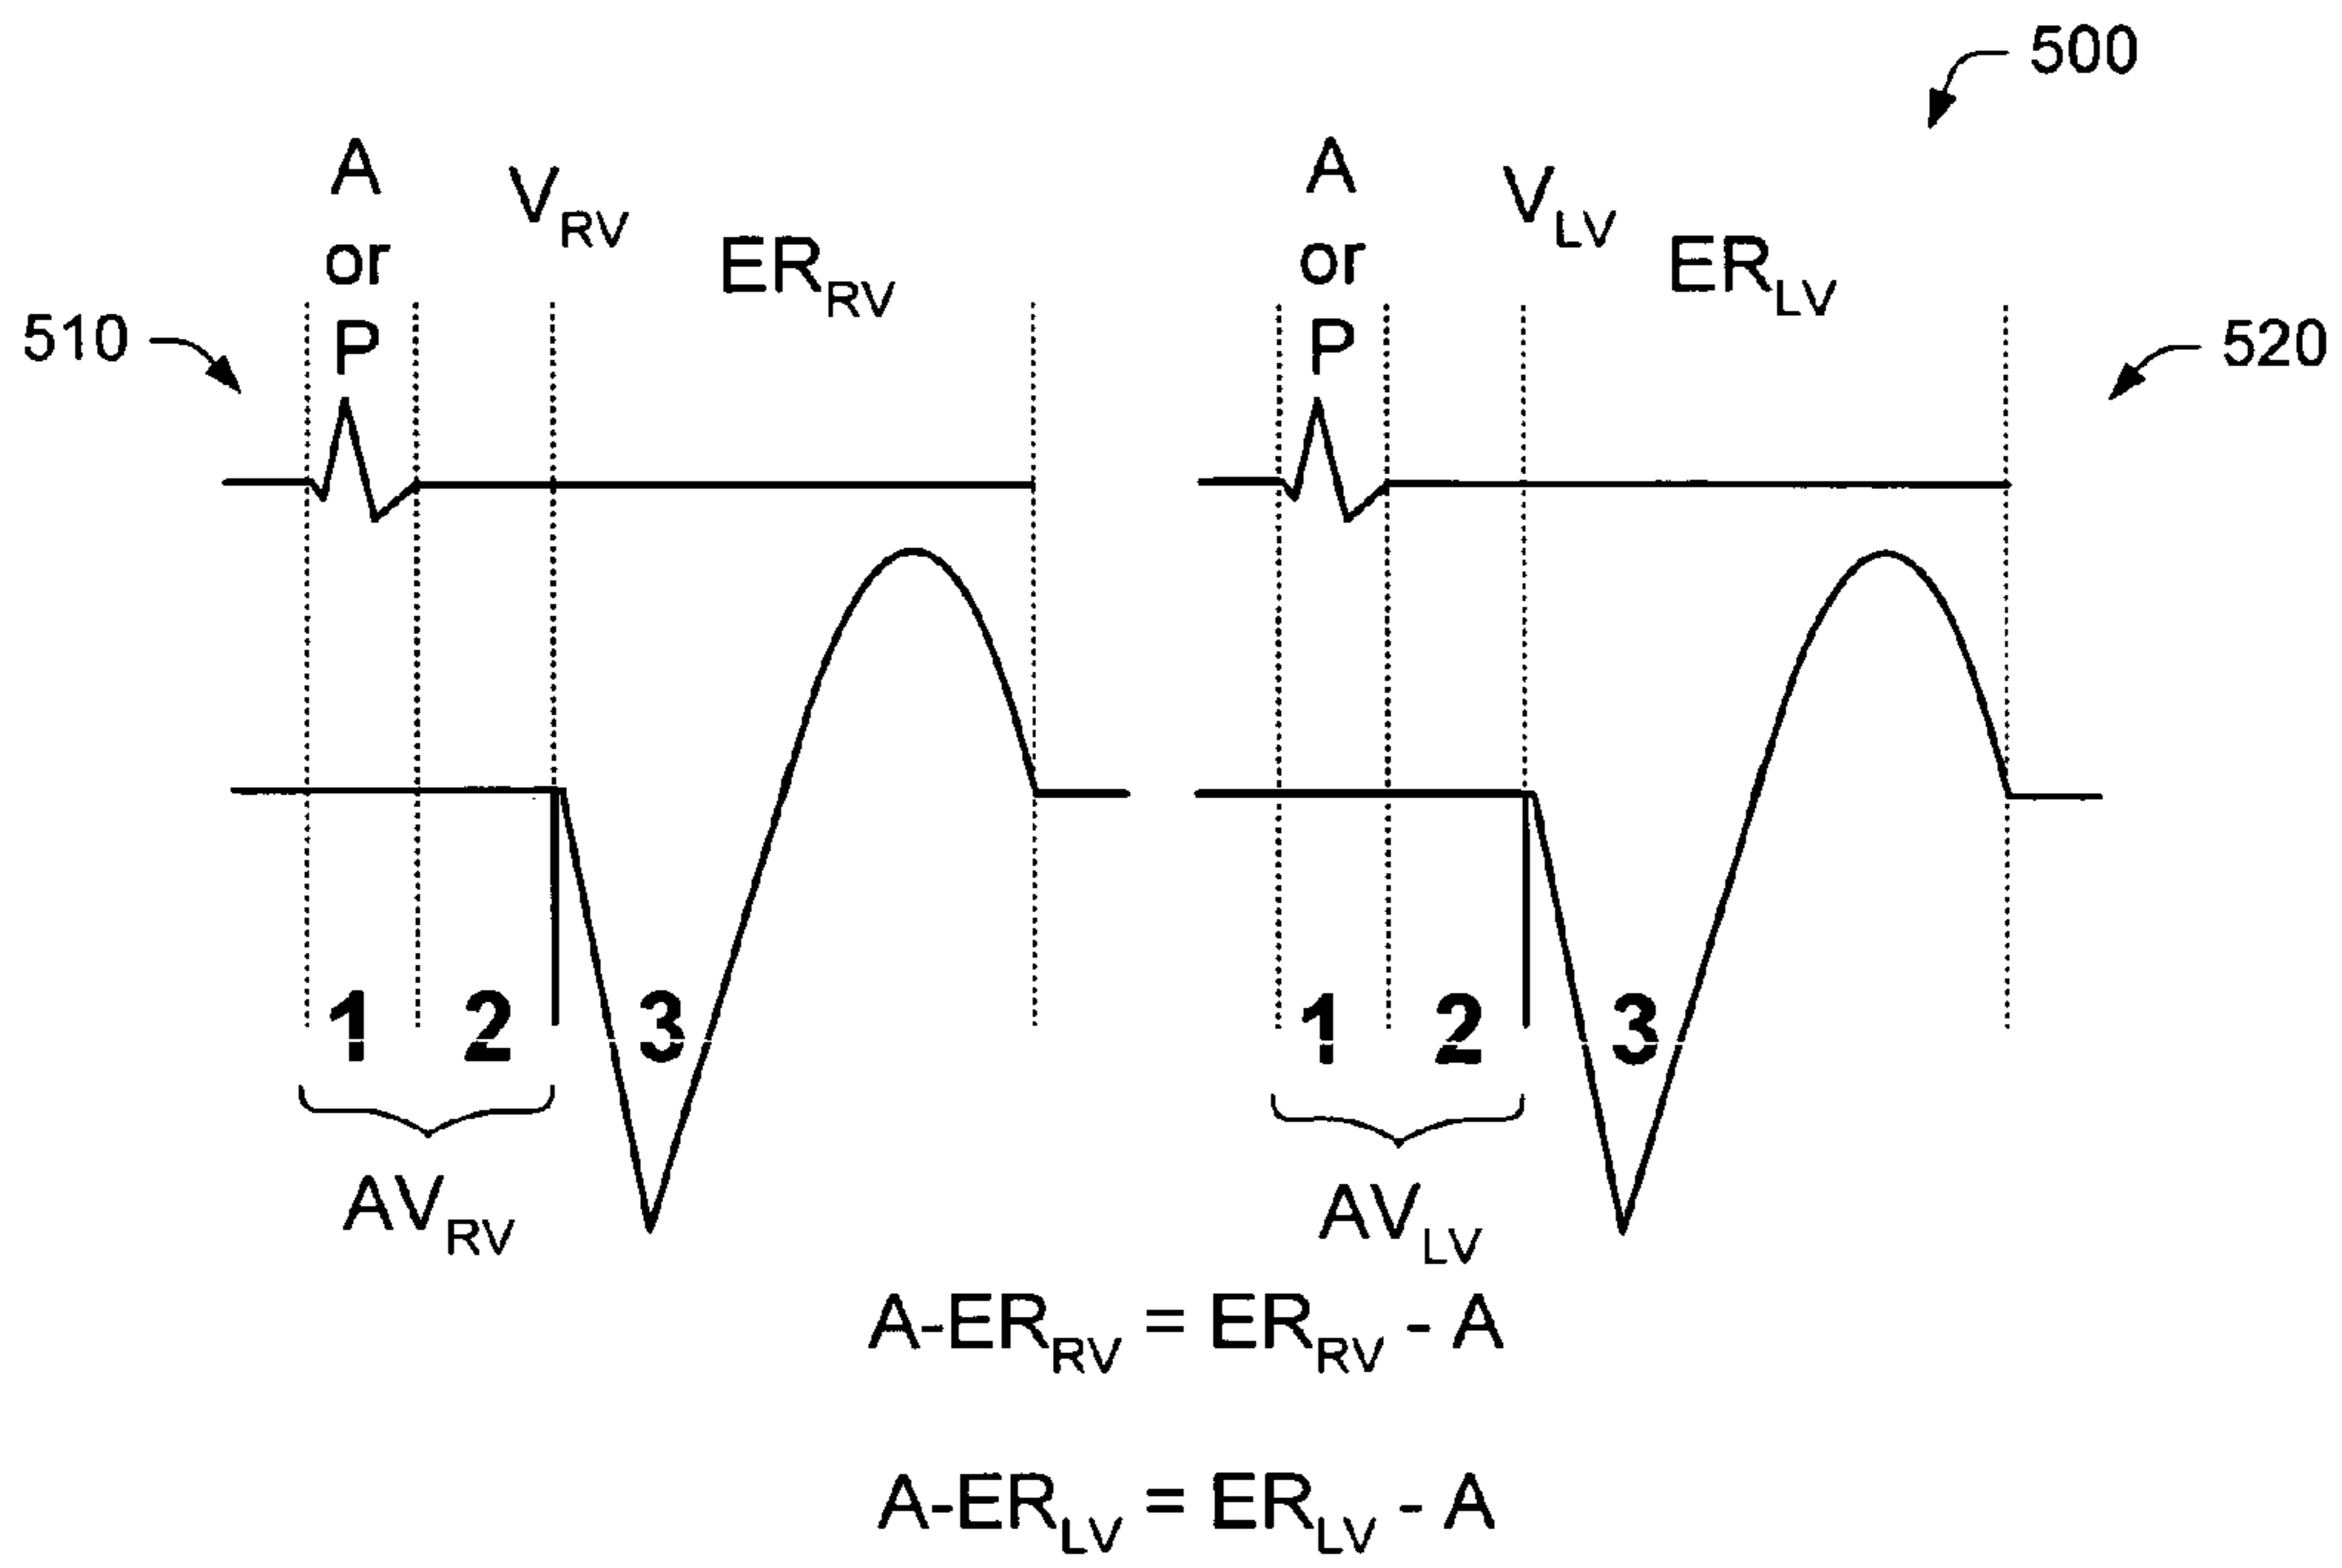 500
A
or
P
V_RV
ER_RV
A
or
P
V_LV
ER_LV
510
520
1 2 3
1 2 3
AV_RV
AV_LV
A-ER_RV = ER_RV - A
A-ER_LV = ER_LV - A